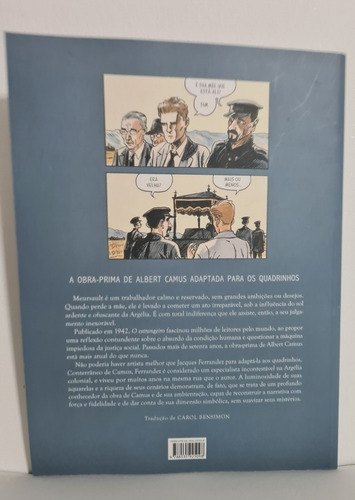 A SUA MÃE QUE
ESTÁ ALI?
SIM.
ERA
VELHA?
MAIS OU
MENOS...
A OBRA-PRIMA DE ALBERT CAMUS ADAPTADA PARA OS QUADRINHOS
Meursault é um trabalhador calmo e reservado, sem grandes ambições ou desejos.
Quando perde a mãe, ele é levado a cometer um ato irreparável, sob a influência do sol
ardente e ofuscante da Argélia. E com total indiferença que ele assiste, então, a seu julga-
mento inexorável.
Publicado em 1942, O estrangeiro fascinou milhões de leitores pelo mundo, ao propor
uma reflexão contundente sobre o absurdo da condição humana e questionar a máquina
impiedosa da justiça social. Passados mais de setenta anos, a obra-prima de Albert Camus
está mais atual do que nunca.
Não poderia haver artista melhor que Jacques Ferrandez para adaptá-la aos quadrinhos.
Conterrâneo de Camus, Ferrandez é considerado um especialista incontestável na Argélia
colonial, e viveu por muitos anos na mesma rua que o autor. A luminosidade de suas
aquarelas e a riqueza de seus cenários demonstram, de fato, que se trata de um profundo
conhecedor da obra de Camus e de sua ambientação, capaz de reconstruir a narrativa com
força e fidelidade e de dar conta de sua dimensão simbólica, sem suavizar seus mistérios.
Tradução de CAROL BENSIMON